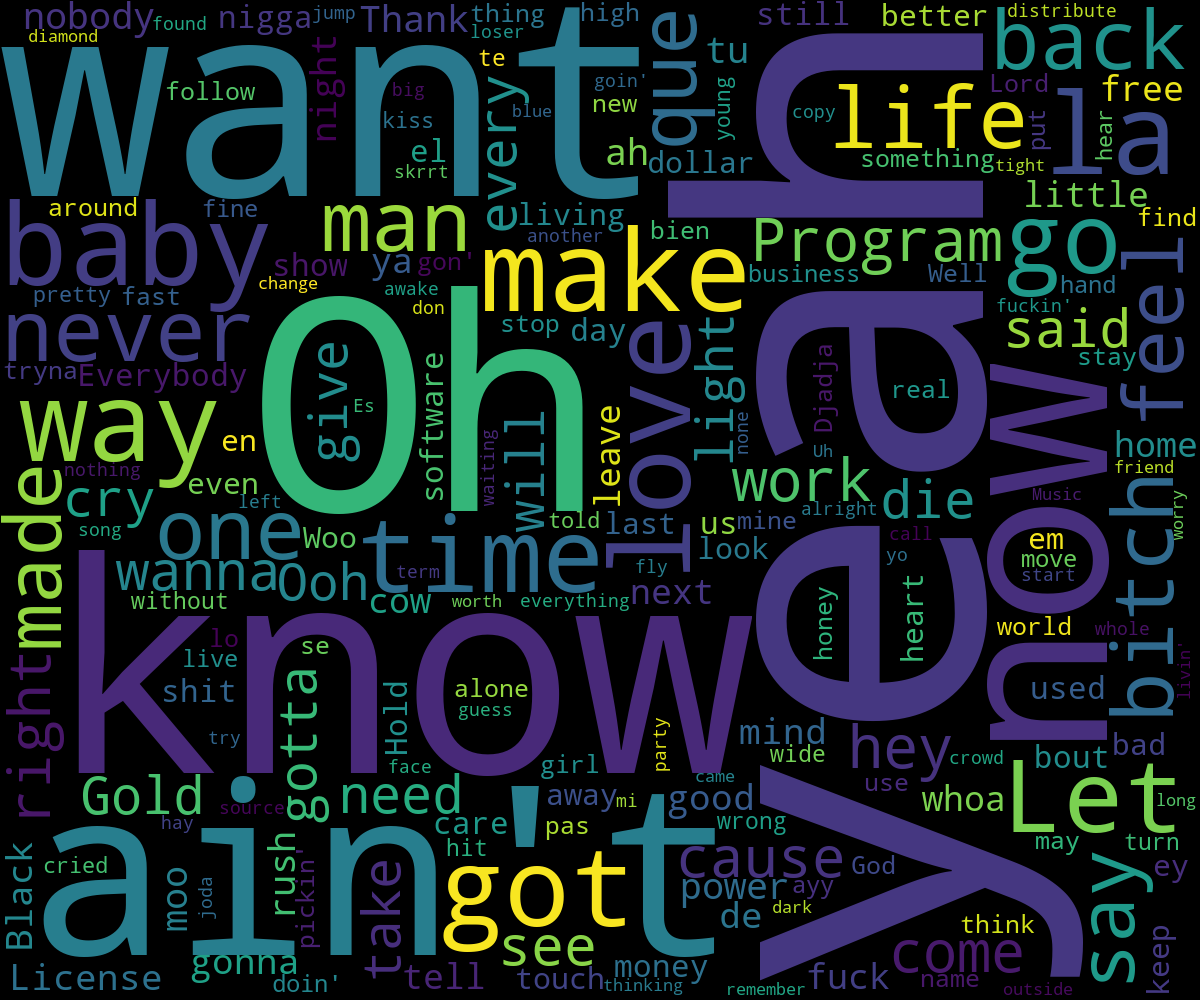 nobody
found
nigga
jump
Thank
thing
loser
high
still
better
distribute
back
diamond
want
night
follow
big
kiss
te
goin'
blue
new
que
tu
young
yeah
copy
life
Lord
free
la
put
hear
el
skrrt
every
ah
dollar
something
tight
little
find
around
fine
man
living
another
bien
Program
go
baby
show
ya
gon'
make
business
Well
hand
feel
pretty
fast
change
awake
don
fuckin'
never
Oh
stop
day
love
light
said
stay
tryna
Everybody
give
Es
software
Djadja
real
way
en
leave
none
now
home
friend
nothing
waiting
will
Uh
made
cry
even
left
work
die
Music
bitch
worry
song
one
Woo
time
told
last
us
mine
alright
call
look
yo
em
move
start
wanna
Ooh
term
fly
without
cow
worth
everything
next
honey
heart
world
whole
right
know
lo
live
se
livin'
shit
gotta
Hold
alone
guess
used
try
party
mind
wide
hey
crowd
bout
bad
face
girl
came
Gold
source
need
away
mi
good
use
whoa
Let
long
hay
ain't
care
pas
wrong
may
turn
Black
cried
rush
hit
got
cause
God
ey
moo
joda
pickin'
take
power
ayy
say
de
dark
think
gonna
see
come
keep
License
doin'
tell
touch
money
thinking
remember
fuck
name
outside